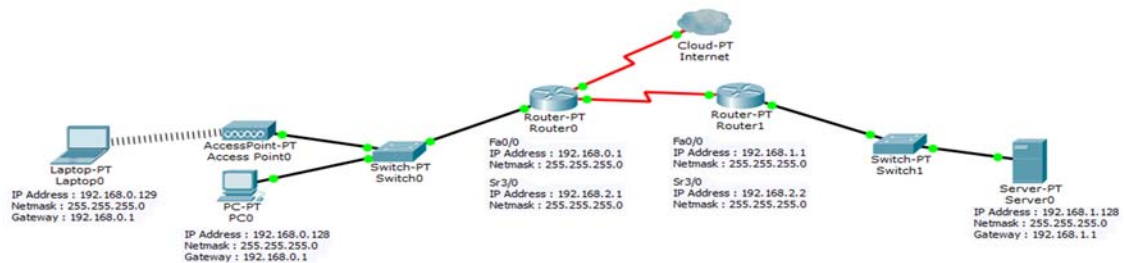 Cloud-PT
Internet
Router-PT
Router0
Fa0/0
IP Address : 192.168.0.1
Netmask : 255.255.255.0
Sr3/0
IP Address : 192.168.2.1
Netmask : 255.255.255.0
Router-PT
Router1
Fa0/0
IP Address : 192.168.1.1
Netmask : 255.255.255.0
Sr3/0
IP Address : 192.168.2.2
Netmask : 255.255.255.0
AccessPoint-PT
Access Point0
Laptop-PT
Laptop0
IP Address : 192.168.0.129
Netmask : 255.255.255.0
Gateway : 192.168.0.1
Switch-PT
Switch0
PC-PT
PC0
IP Address : 192.168.0.128
Netmask : 255.255.255.0
Gateway : 192.168.0.1
Switch-PT
Switch1
Server-PT
Server0
IP Address : 192.168.1.128
Netmask : 255.255.255.0
Gateway : 192.168.1.1